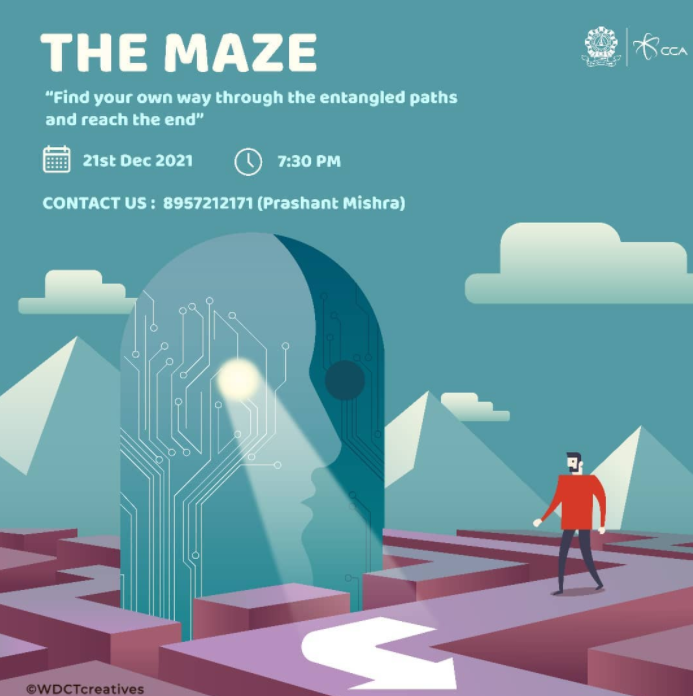 THE MAZE
CCA
“Find your own way through the entangled paths
and reach the end”
21st Dec 2021 7:30 PM
CONTACT US : 8957212171 (Prashant Mishra)
©WDCTcreatives